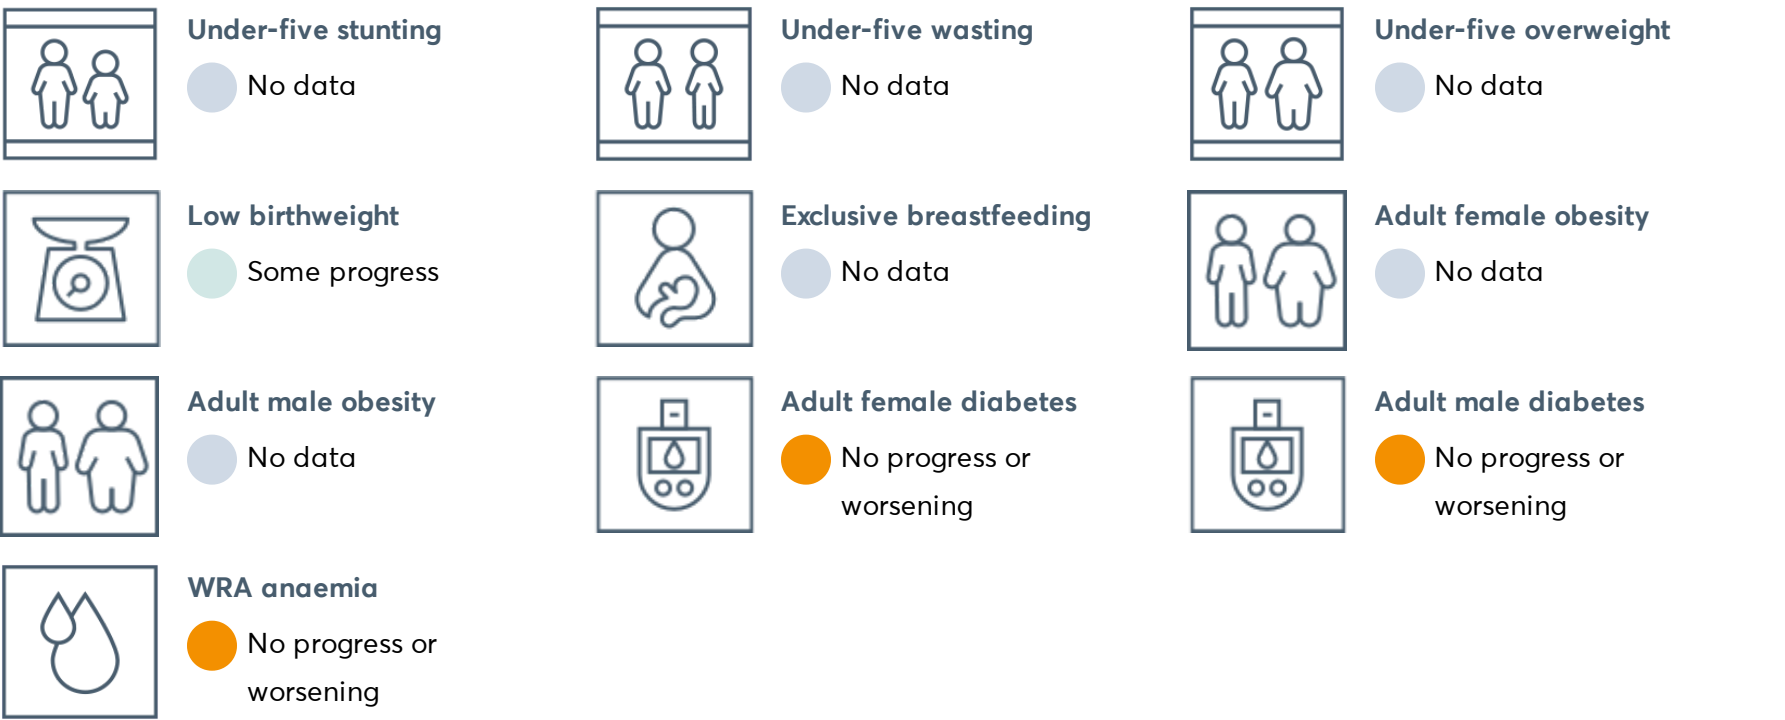 Under-five stunting
No data
Under-five wasting
No data
Under-five overweight
No data
Low birthweight
Some progress
Exclusive breastfeeding
No data
Adult female obesity
No data
Adult male obesity
No data
Adult female diabetes
No progress or
worsening
Adult male diabetes
No progress or
worsening
WRA anaemia
No progress or
worsening